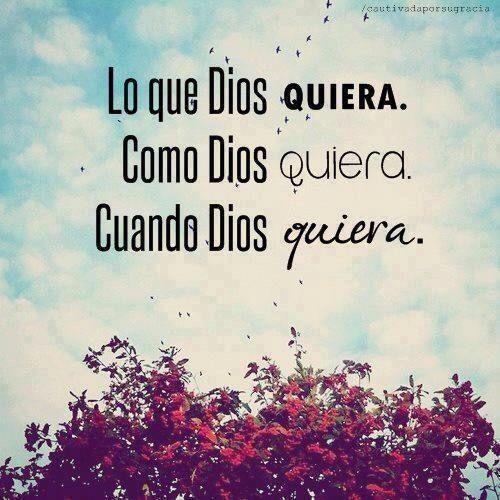 /cautivadaporsugracia
Lo que Dios QUIERA.
Como Dios quiera.
Cuando Dios quiera.